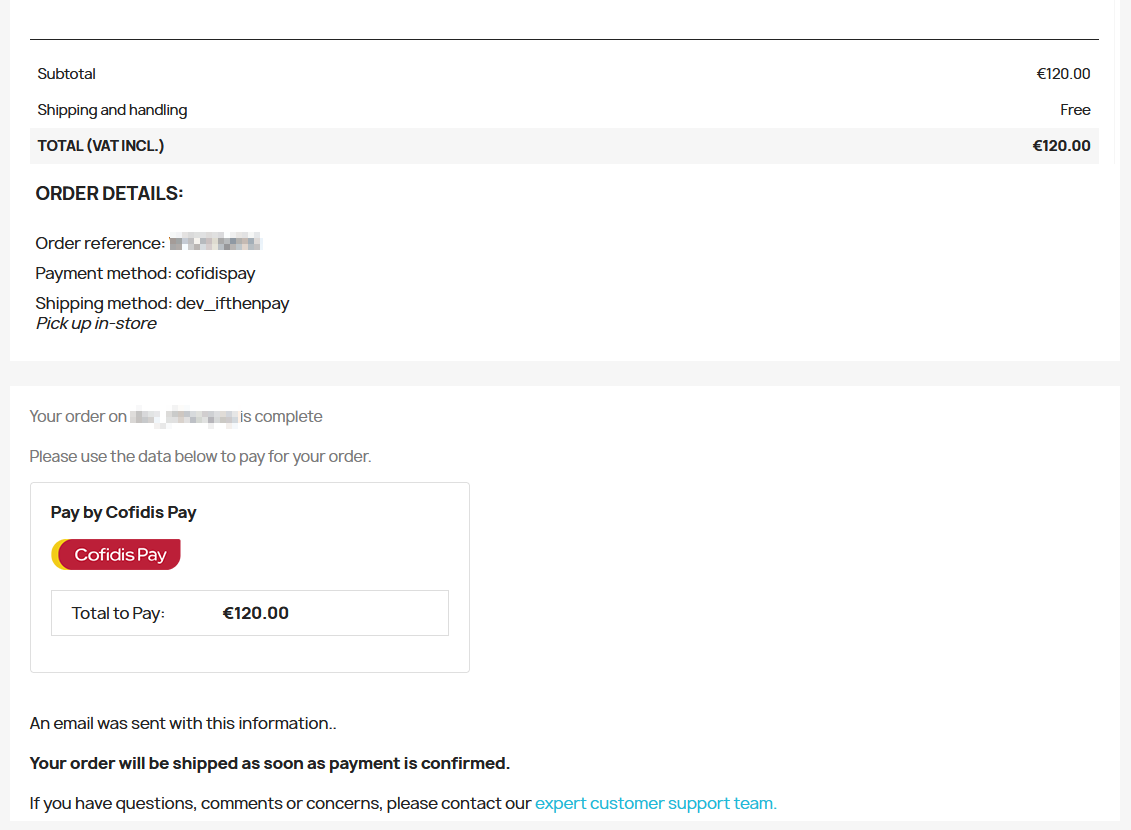 Subtotal €120.00
Shipping and handling Free
TOTAL (VAT INCL.) €120.00
ORDER DETAILS:
Order reference:
Payment method: cofidispay
Shipping method: dev_ifthenpay
Pick up in-store
Your order on is complete
Please use the data below to pay for your order.
Pay by Cofidis Pay
Cofidis Pay
Total to Pay: €120.00
An email was sent with this information..
Your order will be shipped as soon as payment is confirmed.
If you have questions, comments or concerns, please contact our expert customer support team.